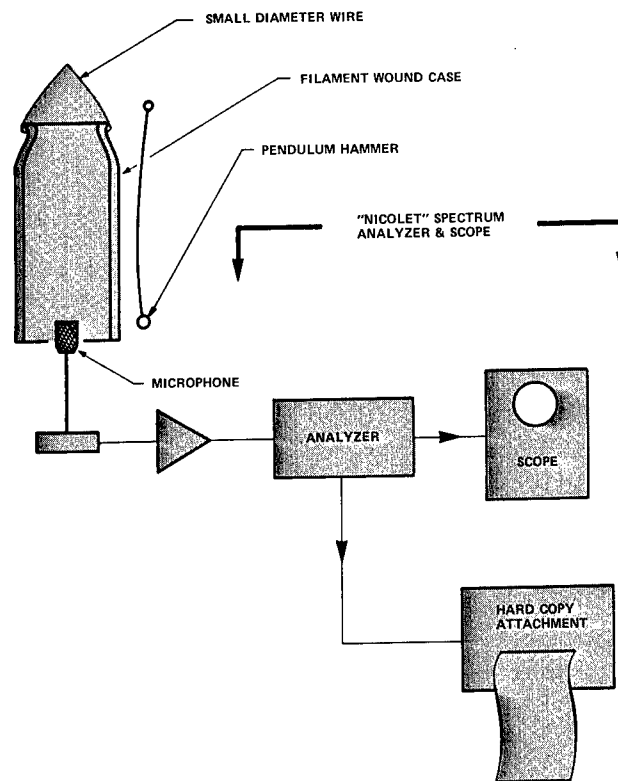 SMALL DIAMETER WIRE
FILAMENT WOUND CASE
PENDULUM HAMMER
"NICOLET" SPECTRUM
ANALYZER & SCOPE
MICROPHONE
ANALYZER
SCOPE
HARD COPY
ATTACHMENT